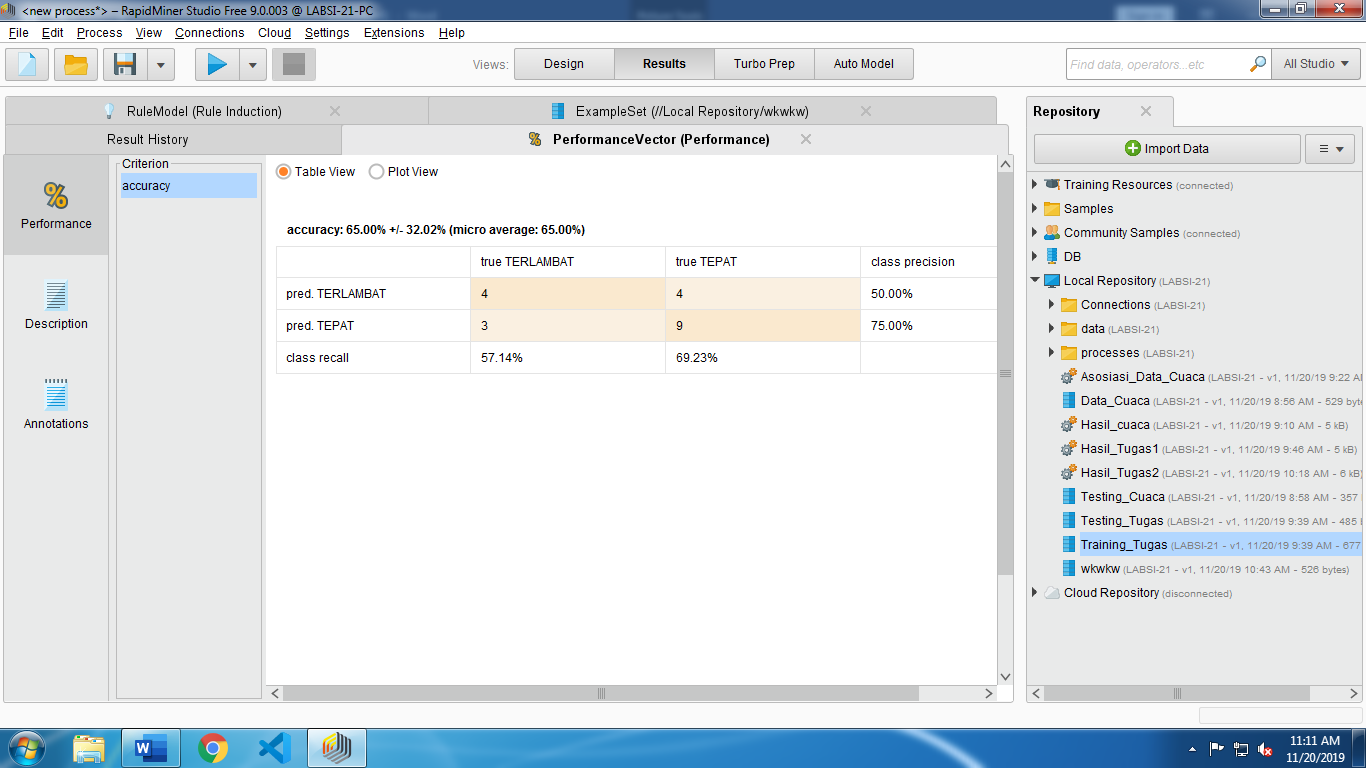 <new process*> – RapidMiner Studio Free 9.0.003 @ LABSI-21-PC
File Edit Process View Connections Cloud Settings Extensions Help
Views: Design Results Turbo Prep Auto Model
Find data, operators...etc All Studio
RuleModel (Rule Induction) ExampleSet (//Local Repository/wkwkw)
Result History PerformanceVector (Performance)
Performance
Description
Annotations
Criterion
accuracy
Table View Plot View
accuracy: 65.00% +/- 32.02% (micro average: 65.00%)
true TERLAMBAT true TEPAT class precision
pred. TERLAMBAT 4 4 50.00%
pred. TEPAT 3 9 75.00%
class recall 57.14% 69.23%
Repository
Import Data
Training Resources (connected)
Samples
Community Samples (connected)
DB
Local Repository (LABSI-21)
Connections (LABSI-21)
data (LABSI-21)
processes (LABSI-21)
Asosiasi_Data_Cuaca (LABSI-21 - v1, 11/20/19 9:22 A
Data_Cuaca (LABSI-21 - v1, 11/20/19 8:56 AM - 529 byt
Hasil_cuaca (LABSI-21 - v1, 11/20/19 9:10 AM - 5 kB)
Hasil_Tugas1 (LABSI-21 - v1, 11/20/19 9:46 AM - 5 kB)
Hasil_Tugas2 (LABSI-21 - v1, 11/20/19 10:18 AM - 6 kB)
Testing_Cuaca (LABSI-21 - v1, 11/20/19 8:58 AM - 357
Testing_Tugas (LABSI-21 - v1, 11/20/19 9:39 AM - 485
Training_Tugas (LABSI-21 - v1, 11/20/19 9:39 AM - 677
wkwkw (LABSI-21 - v1, 11/20/19 10:43 AM - 526 bytes)
Cloud Repository (disconnected)
11:11 AM
11/20/2019